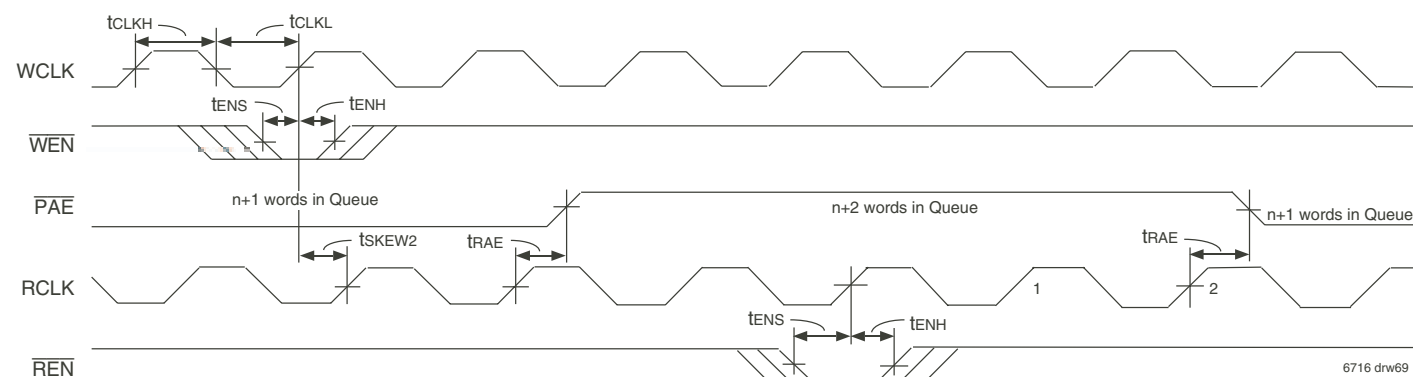 tCLKH
tCLKL
WCLK
tENS
tENH
WEN
PAE
n+1 words in Queue
n+2 words in Queue
n+1 words in Queue
tSKEW2
tRAE
tRAE
RCLK
1
2
tENS
tENH
REN
6716 drw69